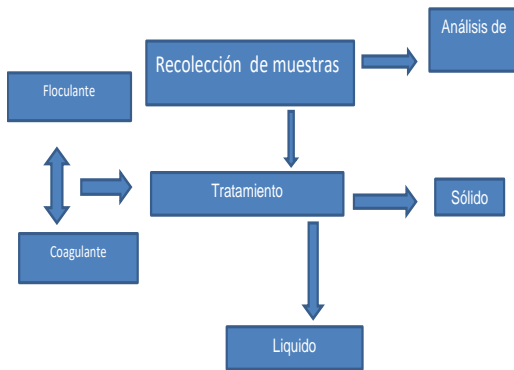 Análisis de
Recolección de muestras
Floculante
Tratamiento
Sólido
Coagulante
Liquido